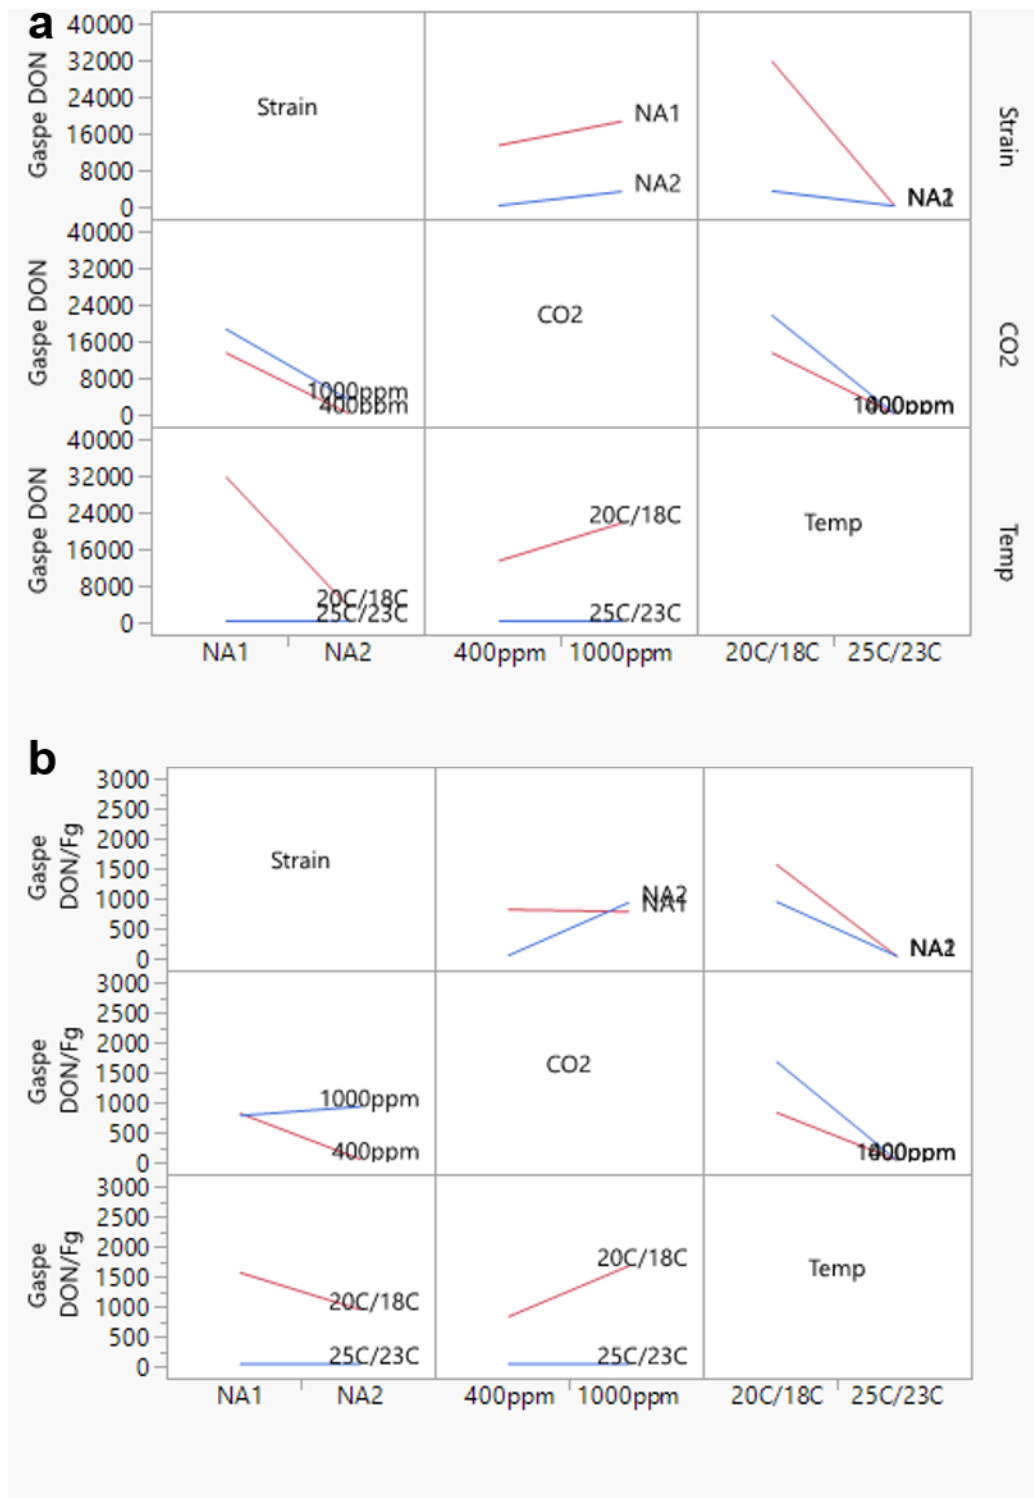 a
40000
32000
24000
16000
8000
0
Gaspe DON
Strain
NA1
NA2
Strain
40000
32000
24000
16000
8000
0
Gaspe DON
1000ppm
400ppm
CO2
CO2
40000
32000
24000
16000
8000
0
Gaspe DON
20C/18C
25C/23C
20C/18C
25C/23C
Temp
Temp
NA1 NA2 400ppm 1000ppm 20C/18C 25C/23C
b
3000
2500
2000
1500
1000
500
0
Gaspe
DON/Fg
Strain
NA2
NA1
3000
2500
2000
1500
1000
500
0
Gaspe
DON/Fg
1000ppm
400ppm
CO2
3000
2500
2000
1500
1000
500
0
Gaspe
DON/Fg
20C/18C
25C/23C
20C/18C
25C/23C
Temp
NA1 NA2 400ppm 1000ppm 20C/18C 25C/23C